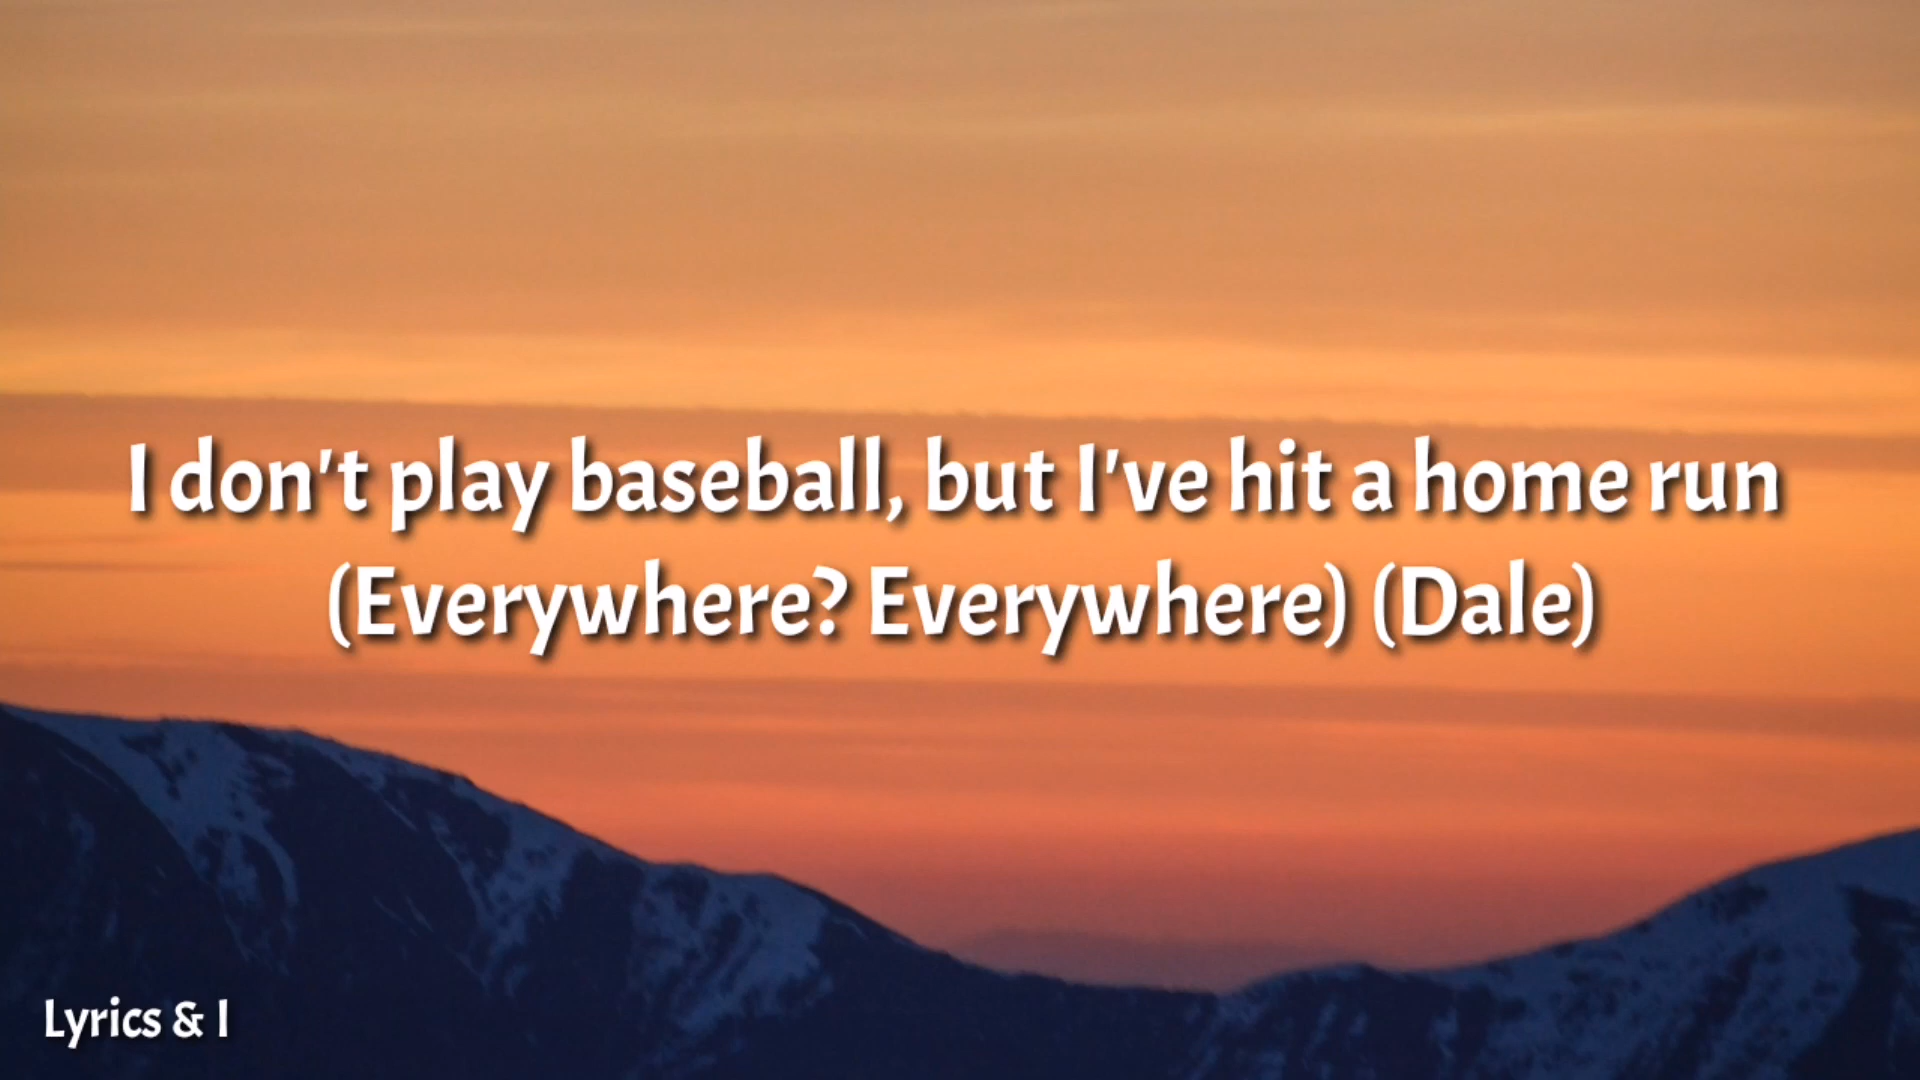 I don't play baseball, but I've hit a home run
(Everywhere? Everywhere) (Dale)
Lyrics & I